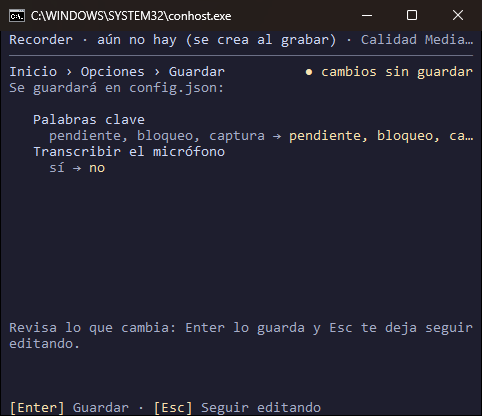 C:\WINDOWS\SYSTEM32\conhost.exe
Recorder · aún no hay (se crea al grabar) · Calidad Media…
Inicio › Opciones › Guardar ● cambios sin guardar
Se guardará en config.json:
Palabras clave
pendiente, bloqueo, captura → pendiente, bloqueo, ca…
Transcribir el micrófono
sí → no
Revisa lo que cambia: Enter lo guarda y Esc te deja seguir
editando.
[Enter] Guardar · [Esc] Seguir editando